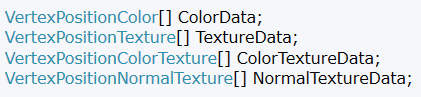 VertexPositionColor[] ColorData;
VertexPositionTexture[] TextureData;
VertexPositionColorTexture[] ColorTextureData;
VertexPositionNormalTexture[] NormalTextureData;